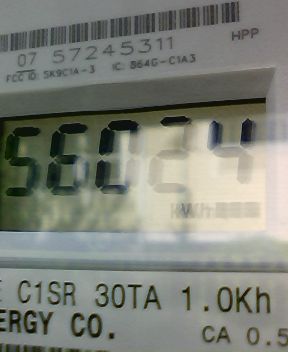 HPP
07 57245311
FCC ID: SK9C1A-3 IC: 864G-C1A3
56024
kWh
E C1SR 30TA 1.0Kh
ERGY CO.
CA 0.5